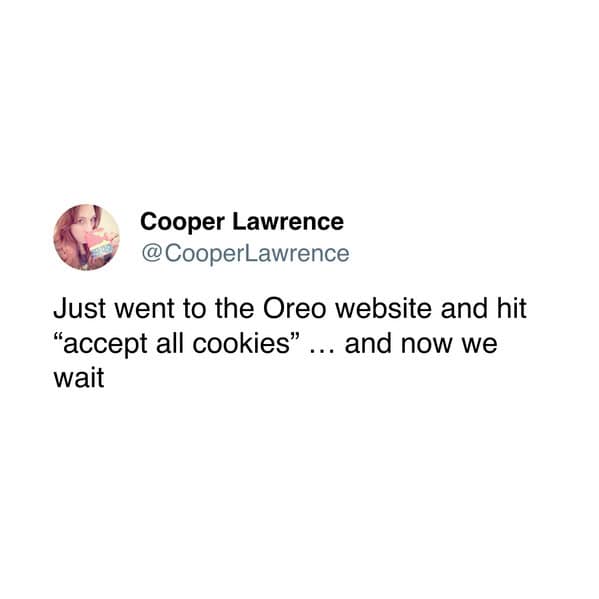 Cooper Lawrence
@CooperLawrence
Just went to the Oreo website and hit
“accept all cookies” … and now we
wait